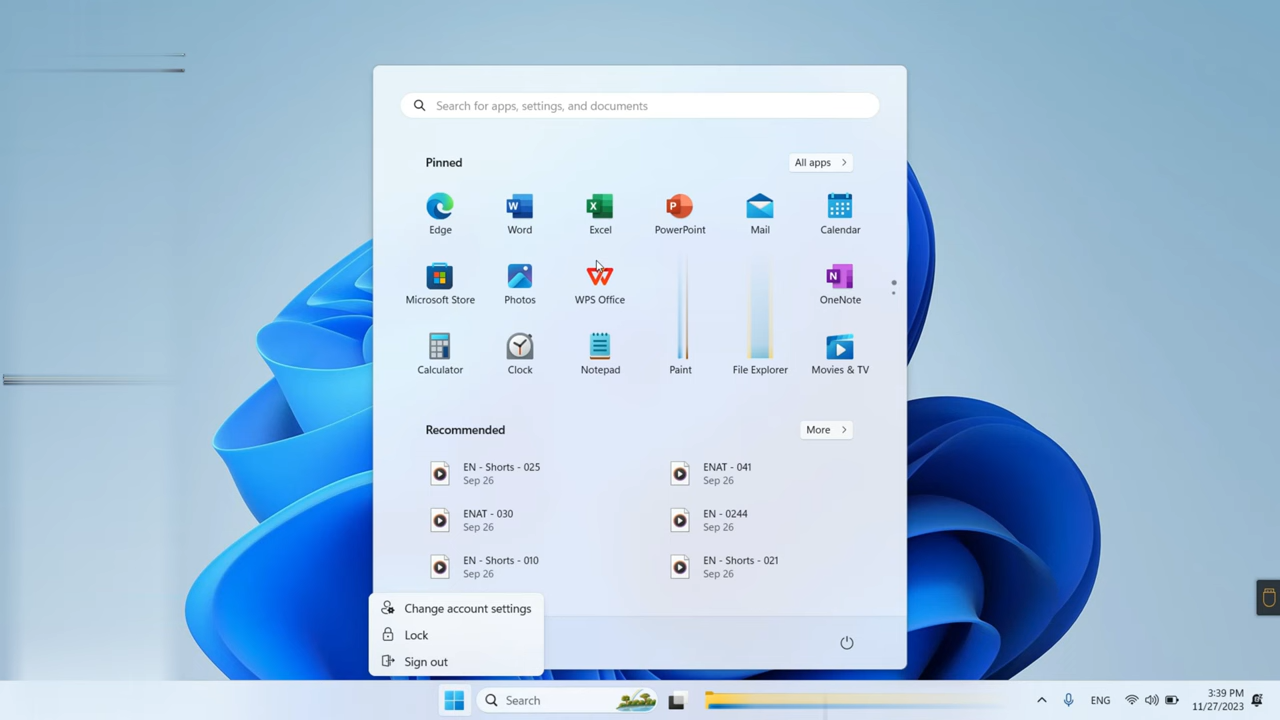 Search for apps, settings, and documents
Pinned
All apps
Edge
Word
Excel
PowerPoint
Mail
Calendar
Microsoft Store
Photos
WPS Office
OneNote
Calculator
Clock
Notepad
Paint
File Explorer
Movies & TV
Recommended
More
EN - Shorts - 025
Sep 26
ENAT - 041
Sep 26
ENAT - 030
Sep 26
EN - 0244
Sep 26
EN - Shorts - 010
Sep 26
EN - Shorts - 021
Sep 26
Change account settings
Lock
Sign out
Search
ENG
3:39 PM
11/27/2023